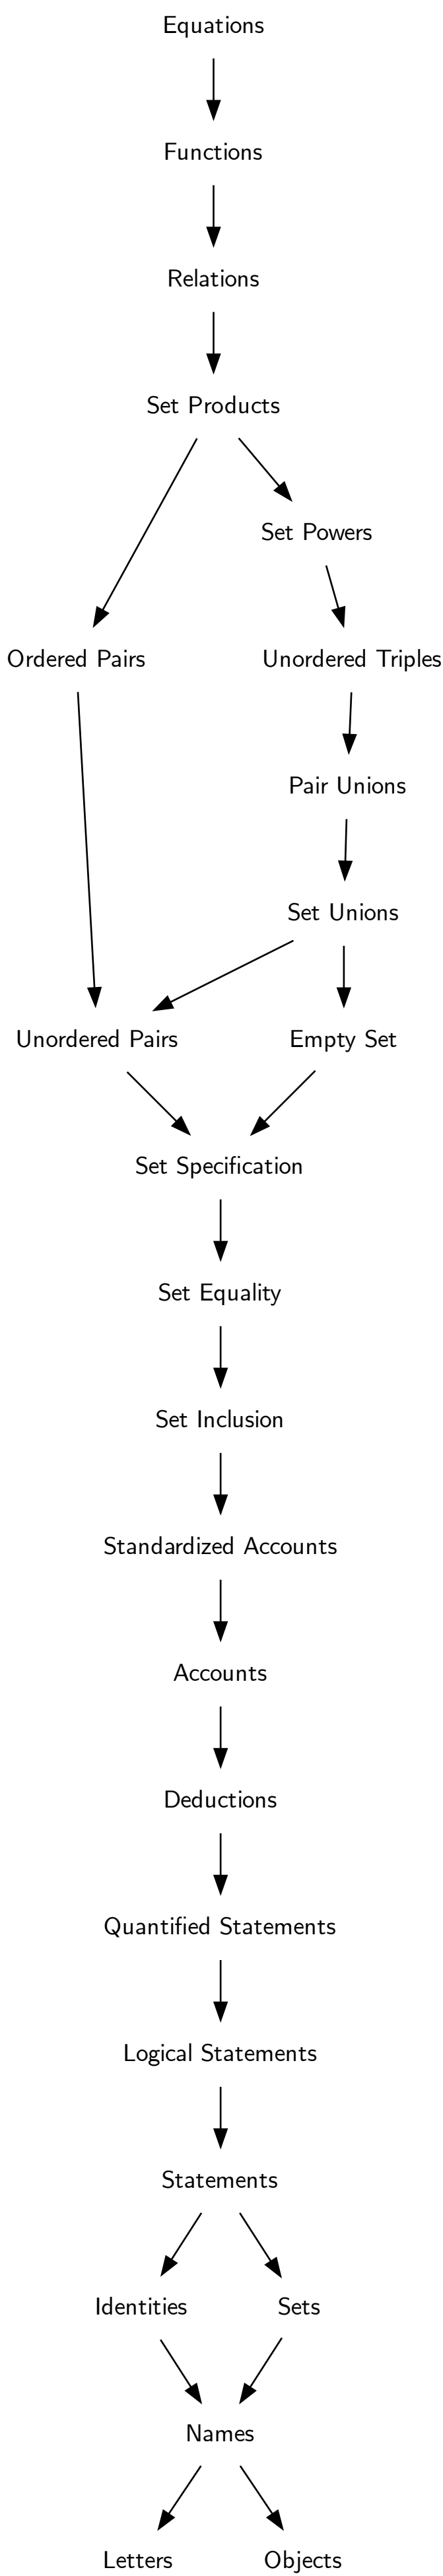 Equations
Functions
Relations
Set Products
Set Powers
Ordered Pairs
Unordered Triples
Pair Unions
Set Unions
Unordered Pairs
Empty Set
Set Specification
Set Equality
Set Inclusion
Standardized Accounts
Accounts
Deductions
Quantified Statements
Logical Statements
Statements
Identities
Sets
Names
Letters
Objects